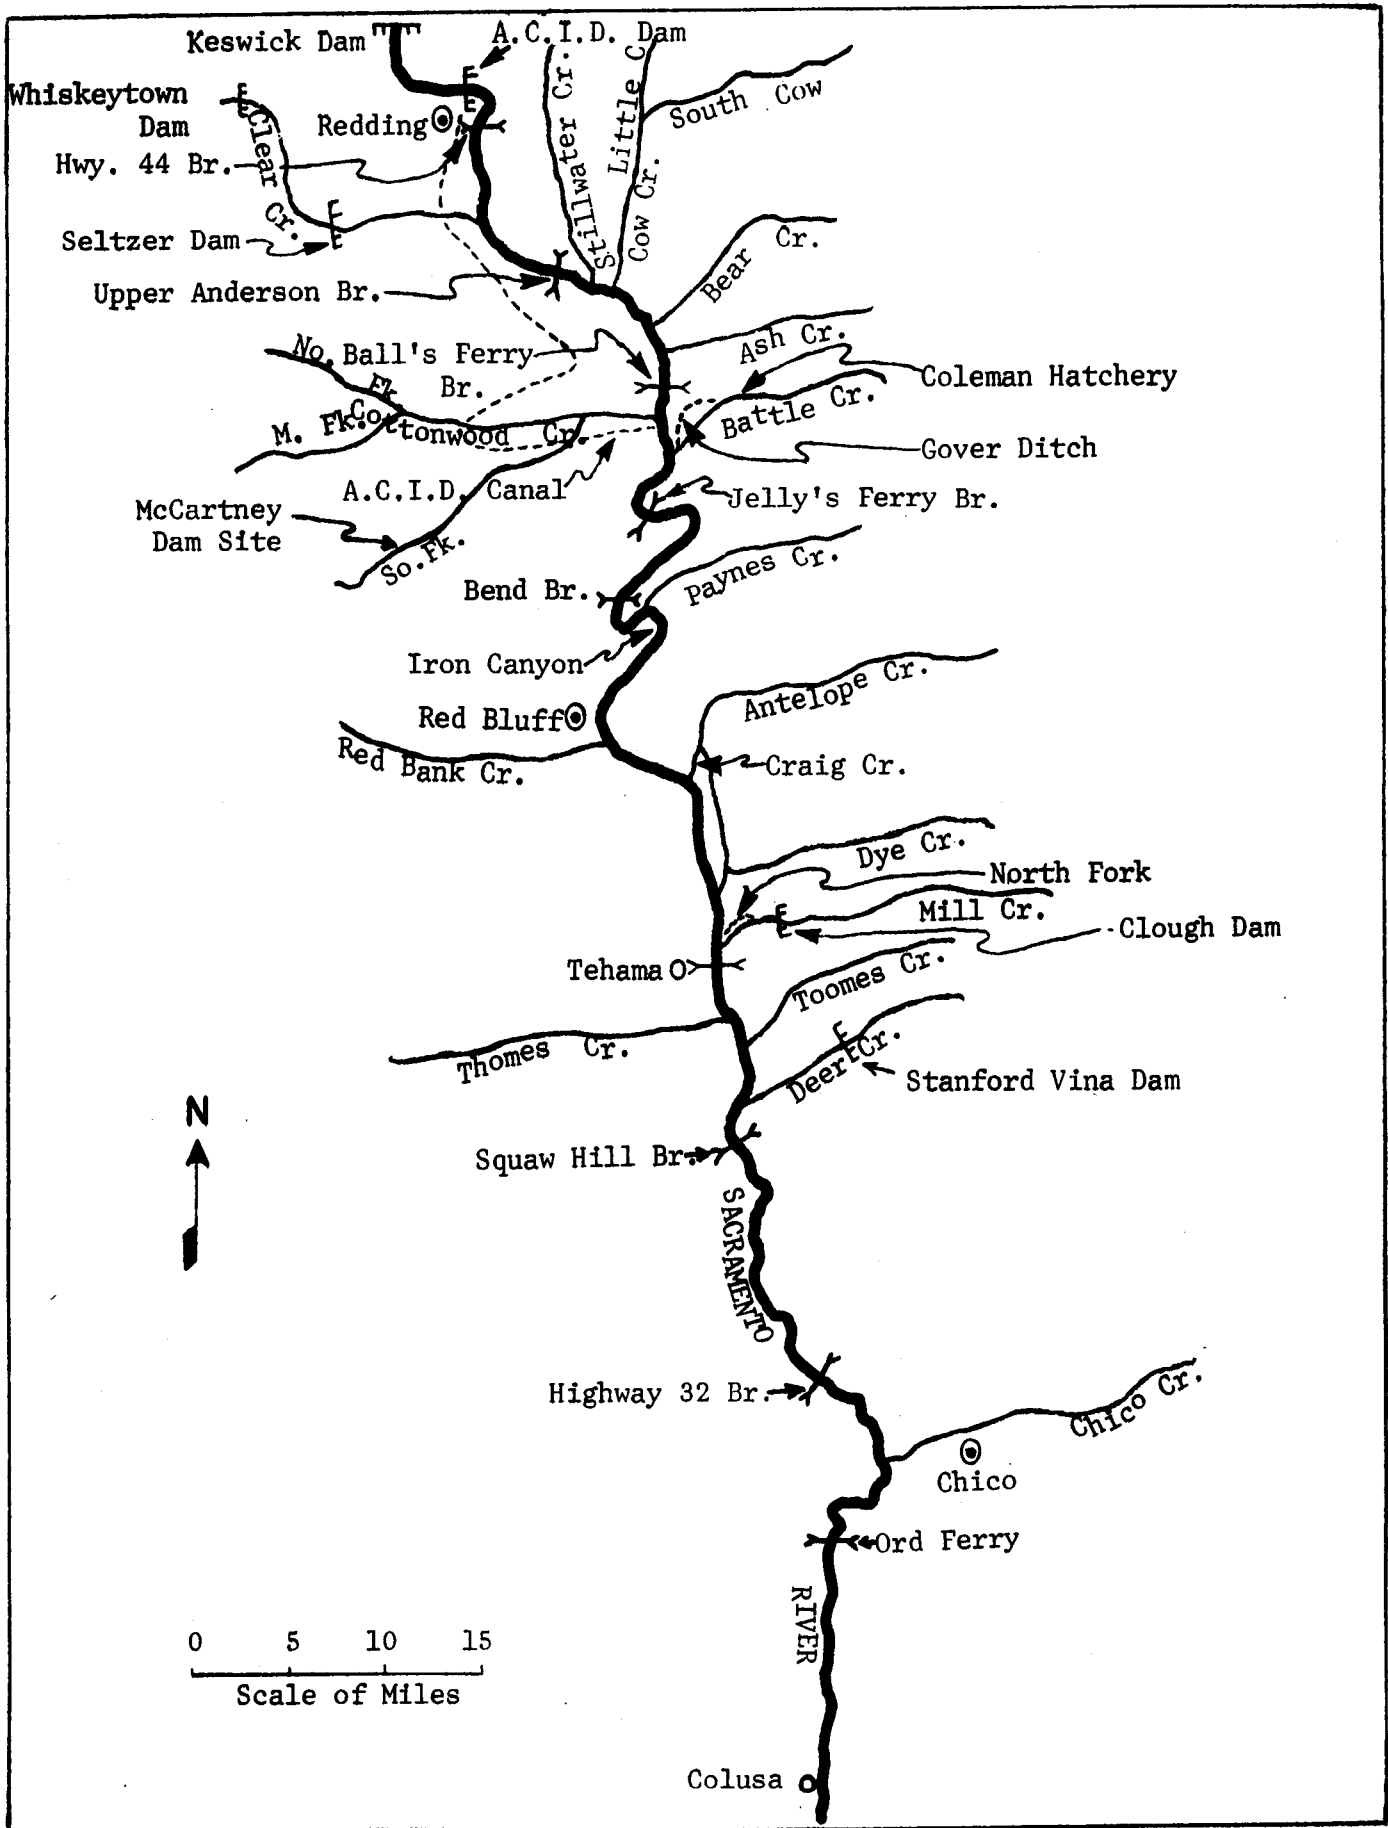 Keswick Dam
A.C.I.D. Dam
Whiskeytown
Dam
Redding
Hwy. 44 Br.
Clear Cr.
Stillwater Cr.
Little C
Cow Cr.
South Cow
Seltzer Dam
Upper Anderson Br.
Bear Cr.
Ash Cr.
No. Fk.
Ball's Ferry
Br.
Coleman Hatchery
Battle Cr.
M. Fk.
Cottonwood Cr.
Gover Ditch
A.C.I.D. Canal
Jelly's Ferry Br.
McCartney
Dam Site
So. Fk.
Bend Br.
Paynes Cr.
Iron Canyon
Antelope Cr.
Red Bluff
Red Bank Cr.
Craig Cr.
Dye Cr.
North Fork
Mill Cr.
Clough Dam
Tehama
Toomes Cr.
Thomes Cr.
Deer Cr.
Stanford Vina Dam
N
Squaw Hill Br.
SACRAMENTO
Highway 32 Br.
Chico Cr.
Chico
Ord Ferry
RIVER
0 5 10 15
Scale of Miles
Colusa